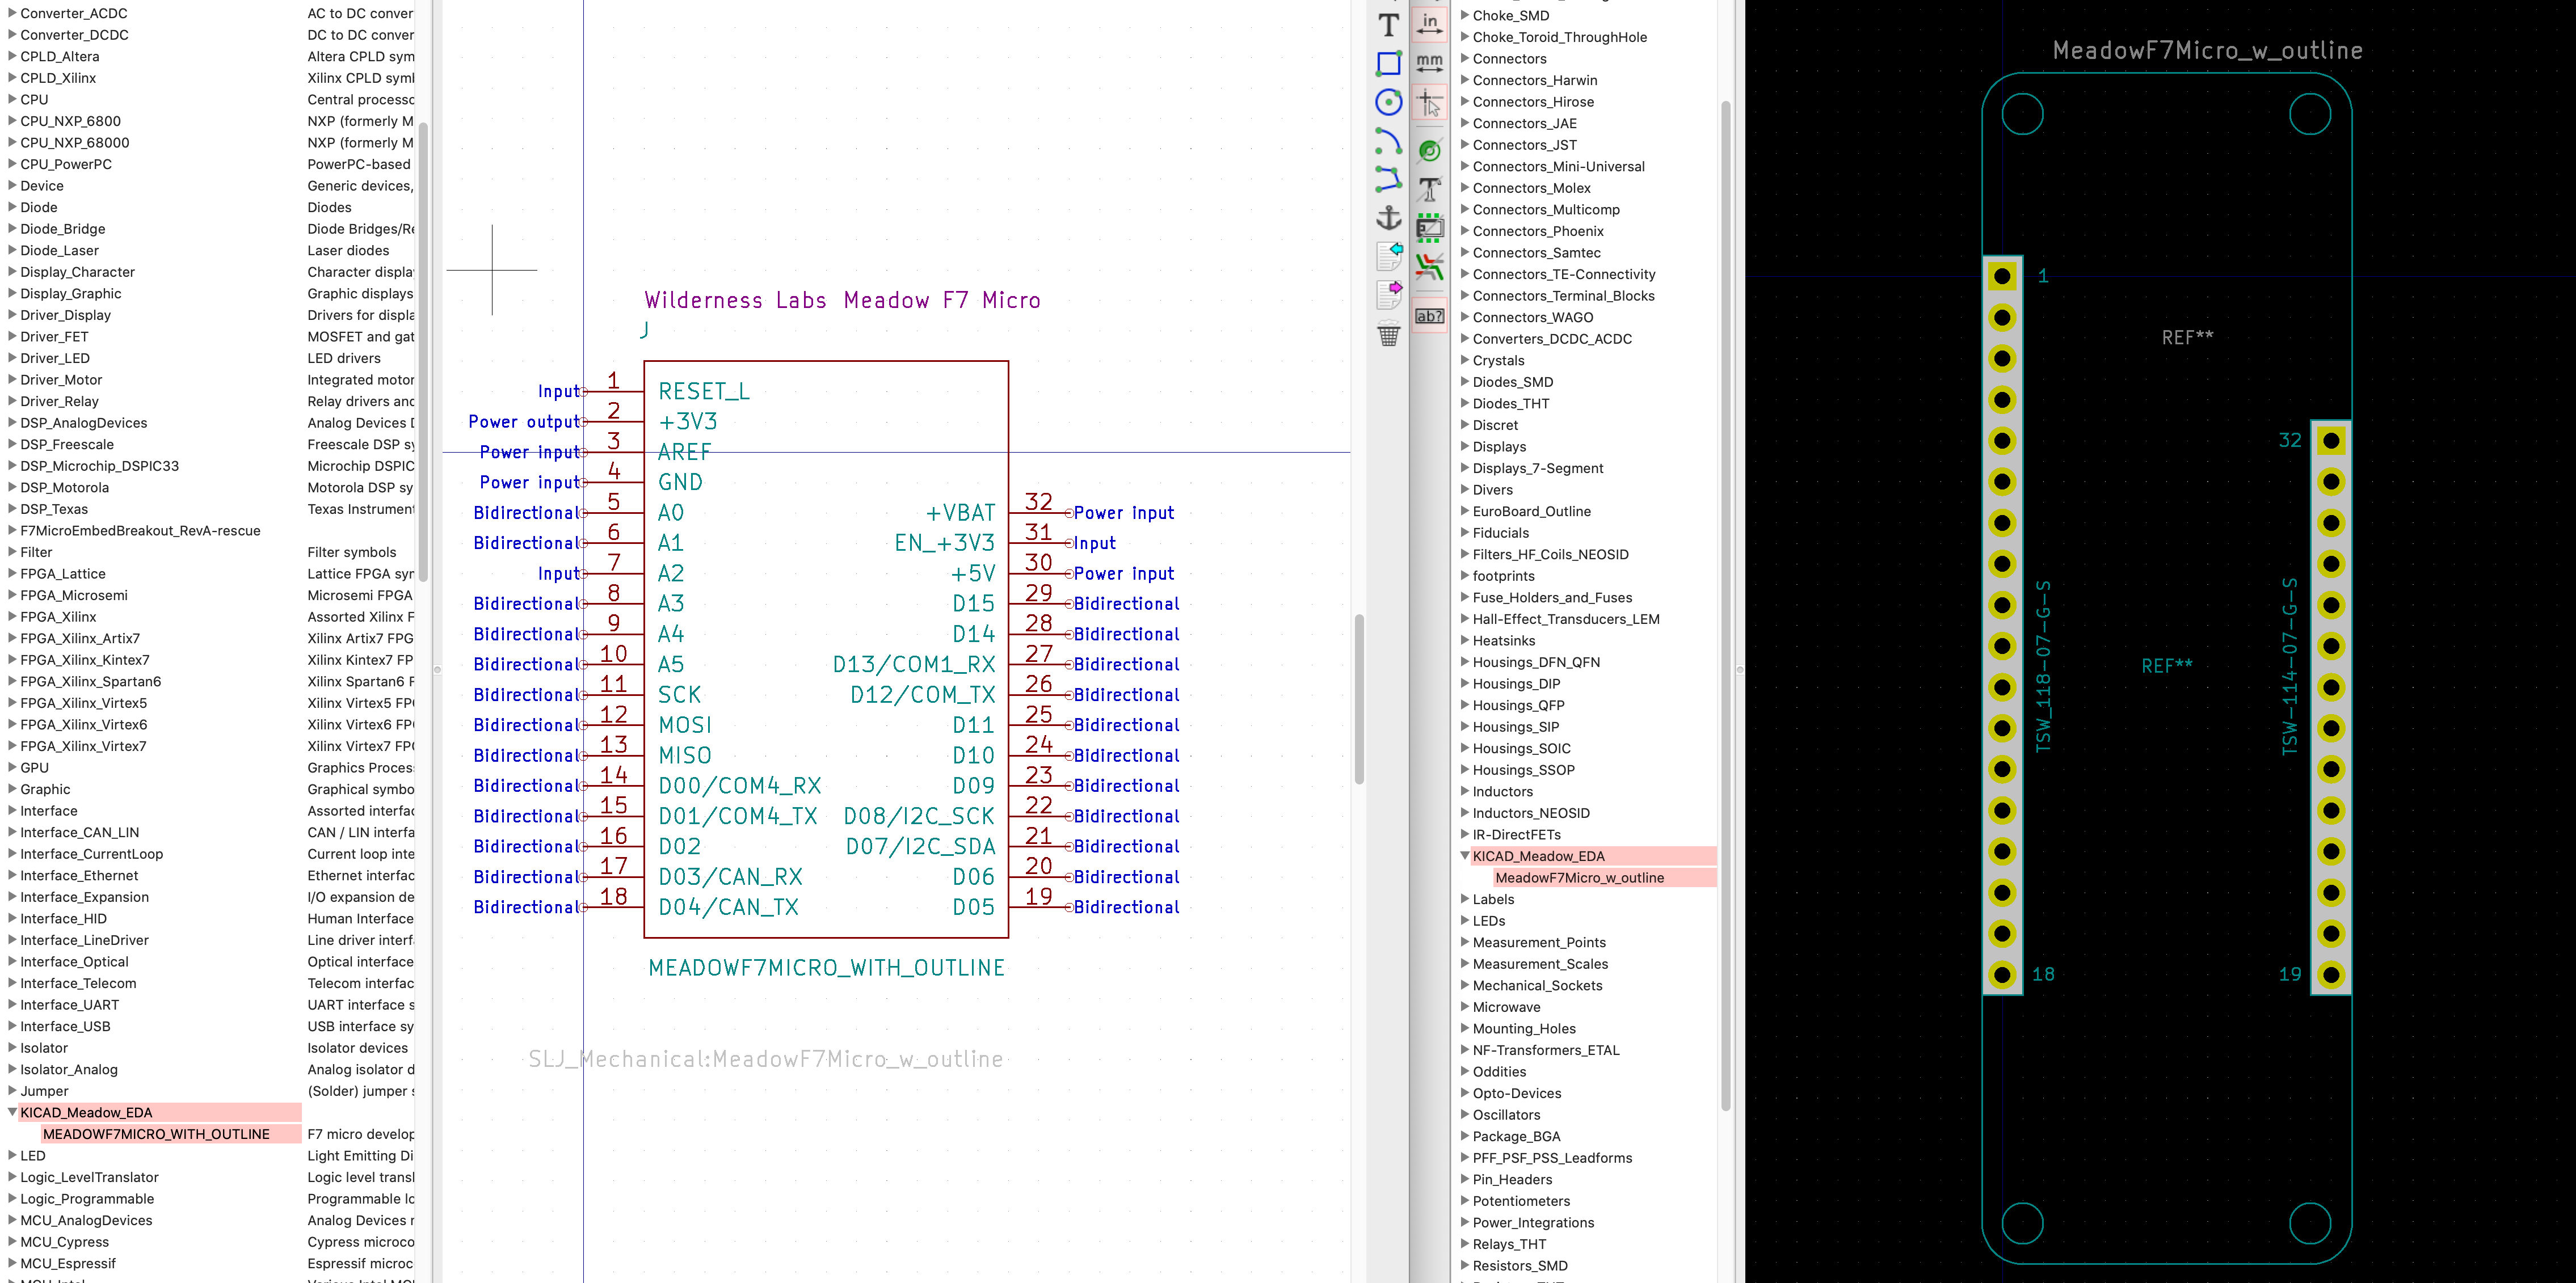 Converter_ACDC AC to DC conver
Converter_DCDC DC to DC conver
CPLD_Altera Altera CPLD sym
CPLD_Xilinx Xilinx CPLD syml
CPU Central processo
CPU_NXP_6800 NXP (formerly M
CPU_NXP_68000 NXP (formerly M
CPU_PowerPC PowerPC-based
Device Generic devices,
Diode Diodes
Diode_Bridge Diode Bridges/Re
Diode_Laser Laser diodes
Display_Character Character displa
Display_Graphic Graphic displays
Driver_Display Drivers for displa
Driver_FET MOSFET and gat
Driver_LED LED drivers
Driver_Motor Integrated motor
Driver_Relay Relay drivers and
DSP_AnalogDevices Analog Devices D
DSP_Freescale Freescale DSP sy
DSP_Microchip_DSPIC33 Microchip DSPIC
DSP_Motorola Motorola DSP sy
DSP_Texas Texas Instrument
F7MicroEmbedBreakout_RevA-rescue
Filter Filter symbols
FPGA_Lattice Lattice FPGA syn
FPGA_Microsemi Microsemi FPGA
FPGA_Xilinx Assorted Xilinx F
FPGA_Xilinx_Artix7 Xilinx Artix7 FPG
FPGA_Xilinx_Kintex7 Xilinx Kintex7 FP
FPGA_Xilinx_Spartan6 Xilinx Spartan6 F
FPGA_Xilinx_Virtex5 Xilinx Virtex5 FP
FPGA_Xilinx_Virtex6 Xilinx Virtex6 FP
FPGA_Xilinx_Virtex7 Xilinx Virtex7 FP
GPU Graphics Proces
Graphic Graphical symbo
Interface Assorted interfac
Interface_CAN_LIN CAN / LIN interfa
Interface_CurrentLoop Current loop inte
Interface_Ethernet Ethernet interfac
Interface_Expansion I/O expansion de
Interface_HID Human Interface
Interface_LineDriver Line driver interf
Interface_Optical Optical interface
Interface_Telecom Telecom interfac
Interface_UART UART interface s
Interface_USB USB interface sy
Isolator Isolator devices
Isolator_Analog Analog isolator d
Jumper (Solder) jumper s
KICAD_Meadow_EDA
MEADOWF7MICRO_WITH_OUTLINE F7 micro develop
LED Light Emitting Di
Logic_LevelTranslator Logic level transl
Logic_Programmable Programmable lo
MCU_AnalogDevices Analog Devices
MCU_Cypress Cypress microco
MCU_Espressif Espressif microc
Wilderness Labs Meadow F7 Micro
J
Input 1 RESET_L
Power output 2 +3V3
Power input 3 AREF
Power input 4 GND
Bidirectional 5 A0 +VBAT 32 Power input
Bidirectional 6 A1 EN_+3V3 31 Input
Input 7 A2 +5V 30 Power input
Bidirectional 8 A3 D15 29 Bidirectional
Bidirectional 9 A4 D14 28 Bidirectional
Bidirectional 10 A5 D13/COM1_RX 27 Bidirectional
Bidirectional 11 SCK D12/COM_TX 26 Bidirectional
Bidirectional 12 MOSI D11 25 Bidirectional
Bidirectional 13 MISO D10 24 Bidirectional
Bidirectional 14 D00/COM4_RX D09 23 Bidirectional
Bidirectional 15 D01/COM4_TX D08/I2C_SCK 22 Bidirectional
Bidirectional 16 D02 D07/I2C_SDA 21 Bidirectional
Bidirectional 17 D03/CAN_RX D06 20 Bidirectional
Bidirectional 18 D04/CAN_TX D05 19 Bidirectional
MEADOWF7MICRO_WITH_OUTLINE
SLJ_Mechanical:MeadowF7Micro_w_outline
T
in
mm
T
ab?
Choke_SMD
Choke_Toroid_ThroughHole
Connectors
Connectors_Harwin
Connectors_Hirose
Connectors_JAE
Connectors_JST
Connectors_Mini-Universal
Connectors_Molex
Connectors_Multicomp
Connectors_Phoenix
Connectors_Samtec
Connectors_TE-Connectivity
Connectors_Terminal_Blocks
Connectors_WAGO
Converters_DCDC_ACDC
Crystals
Diodes_SMD
Diodes_THT
Discret
Displays
Displays_7-Segment
Divers
EuroBoard_Outline
Fiducials
Filters_HF_Coils_NEOSID
footprints
Fuse_Holders_and_Fuses
Hall-Effect_Transducers_LEM
Heatsinks
Housings_DFN_QFN
Housings_DIP
Housings_QFP
Housings_SIP
Housings_SOIC
Housings_SSOP
Inductors
Inductors_NEOSID
IR-DirectFETs
KICAD_Meadow_EDA
MeadowF7Micro_w_outline
Labels
LEDs
Measurement_Points
Measurement_Scales
Mechanical_Sockets
Microwave
Mounting_Holes
NF-Transformers_ETAL
Oddities
Opto-Devices
Oscillators
Package_BGA
PFF_PSF_PSS_Leadforms
Pin_Headers
Potentiometers
Power_Integrations
Relays_THT
Resistors_SMD
MeadowF7Micro_w_outline
1
REF**
32
TSW_118-07-G-S
TSW-114-07-G-S
REF**
18
19